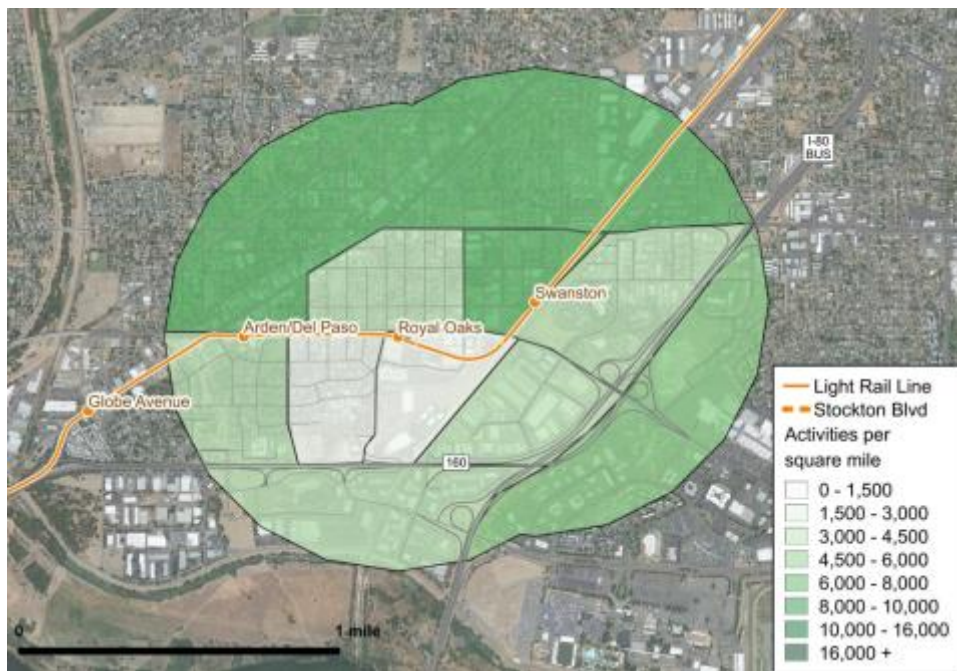 I-80
BUS
Swanston
Arden/Del Paso
Royal Oaks
Globe Avenue
160
Light Rail Line
Stockton Blvd
Activities per
square mile
0 - 1,500
1,500 - 3,000
3,000 - 4,500
4,500 - 6,000
6,000 - 8,000
8,000 - 10,000
10,000 - 16,000
16,000 +
0
1 mile